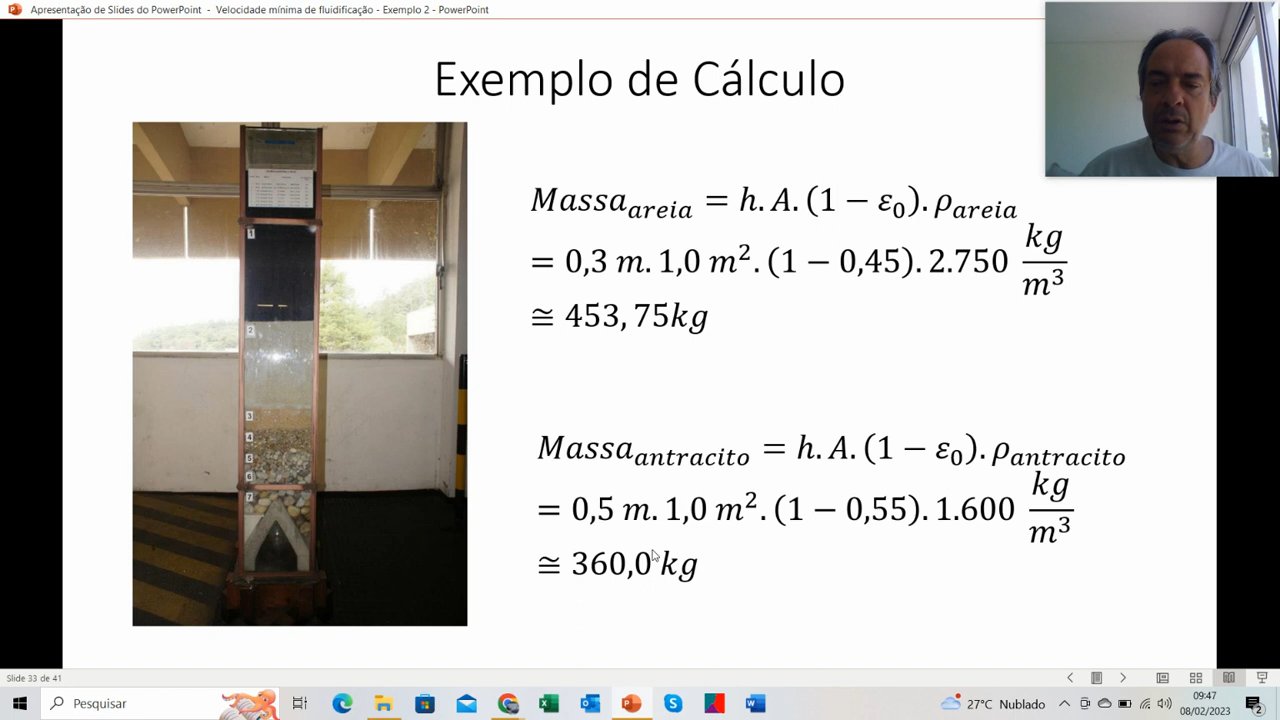 Apresentação de Slides do PowerPoint - Velocidade mínima de fluidificação - Exemplo 2 - PowerPoint
Exemplo de Cálculo
1
2
3
4
5
6
7
Massa_areia = h. A. (1 − ε₀). ρ_areia
= 0,3 m. 1,0 m². (1 − 0,45). 2.750 kg/m³
≅ 453,75kg
Massa_antracito = h. A. (1 − ε₀). ρ_antracito
= 0,5 m. 1,0 m². (1 − 0,55). 1.600 kg/m³
≅ 360,0 kg
Slide 33 de 41
Pesquisar
27°C Nublado
09:47
08/02/2023
2